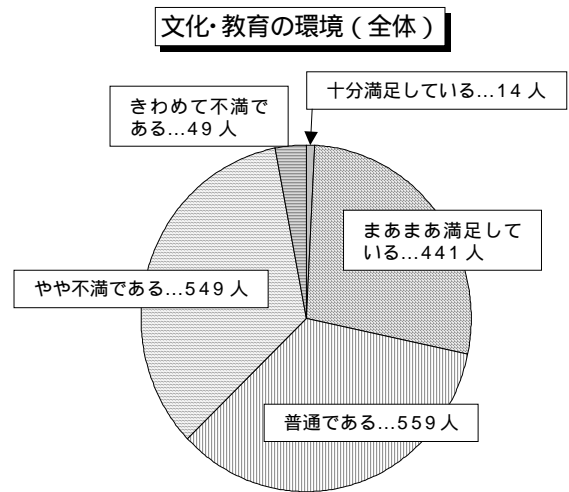 文化・教育の環境（全体）
十分満足している…14人
きわめて不満で
ある…49人
まあまあ満足して
いる…441人
やや不満である…549人
普通である…559人